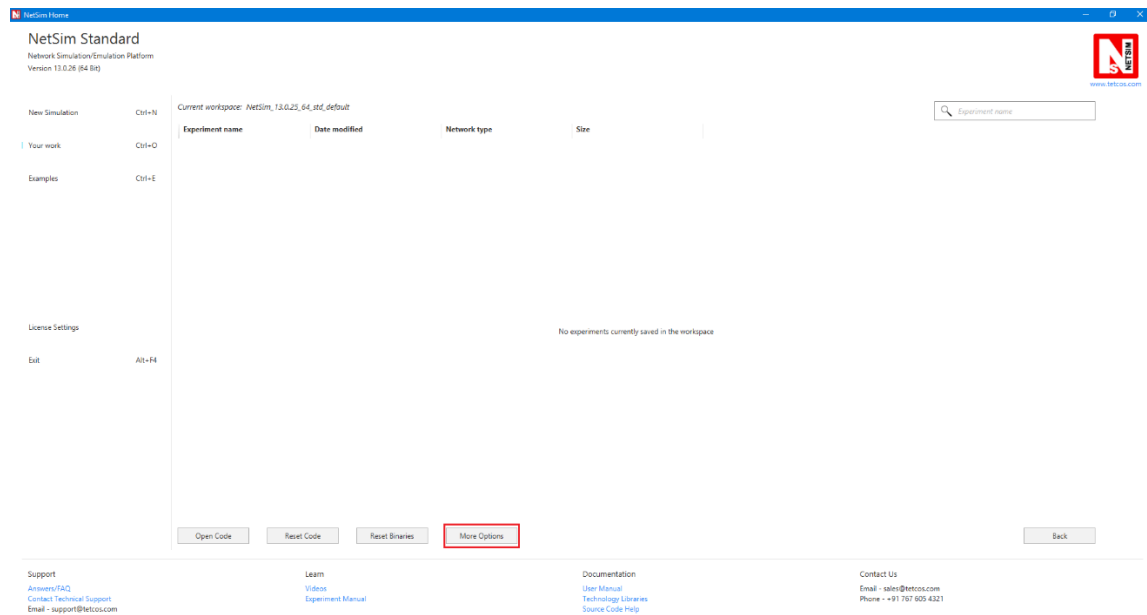 NetSim Home
NetSim Standard
Network Simulation/Emulation Platform
Version 13.0.26 (64 Bit)
NETSIM
www.tetcos.com
New Simulation Ctrl+N
Your work Ctrl+O
Examples Ctrl+E
License Settings
Exit Alt+F4
Current workspace: NetSim_13.0.25_64_std_default
Experiment name
Experiment name Date modified Network type Size
No experiments currently saved in the workspace
Open Code Reset Code Reset Binaries More Options Back
Support
Answers/FAQ
Contact Technical Support
Email - support@tetcos.com
Learn
Videos
Experiment Manual
Documentation
User Manual
Technology Libraries
Source Code Help
Contact Us
Email - sales@tetcos.com
Phone - +91 767 605 4321